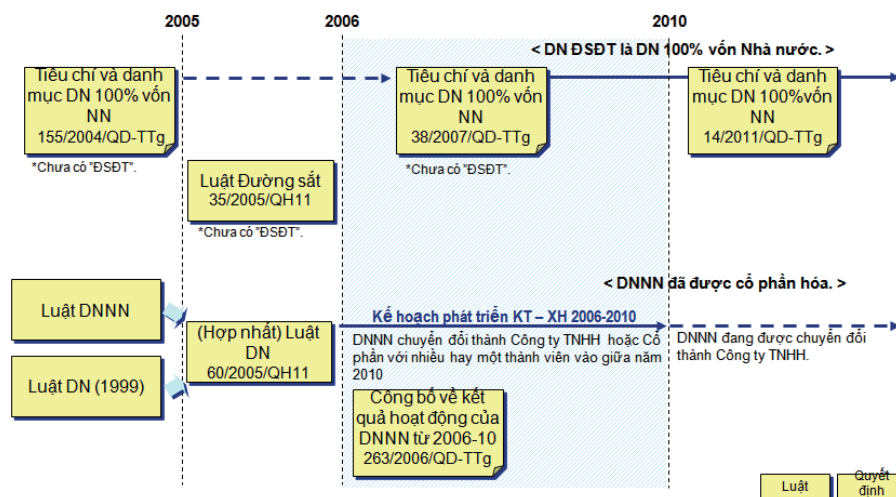 2005
2006
2010
< DN ĐSĐT là DN 100% vốn Nhà nước. >
Tiêu chí và danh
mục DN 100% vốn
NN
155/2004/QD-TTg
*Chưa có "ĐSĐT".
Tiêu chí và danh
mục DN 100% vốn
NN
38/2007/QD-TTg
*Chưa có "ĐSĐT".
Tiêu chí và danh
mục DN 100%vốn
NN
14/2011/QD-TTg
Luật Đường sắt
35/2005/QH11
*Chưa có "ĐSĐT".
< DNNN đã được cổ phần hóa. >
Luật DNNN
Luật DN (1999)
(Hợp nhất) Luật
DN
60/2005/QH11
Kế hoạch phát triển KT – XH 2006-2010
DNNN chuyển đổi thành Công ty TNHH hoặc Cổ
phần với nhiều hay một thành viên vào giữa năm
2010
DNNN đang được chuyển đổi
thành Công ty TNHH.
Công bố về kết
quả hoạt động của
DNNN từ 2006-10
263/2006/QD-TTg
Luật
Quyết
định